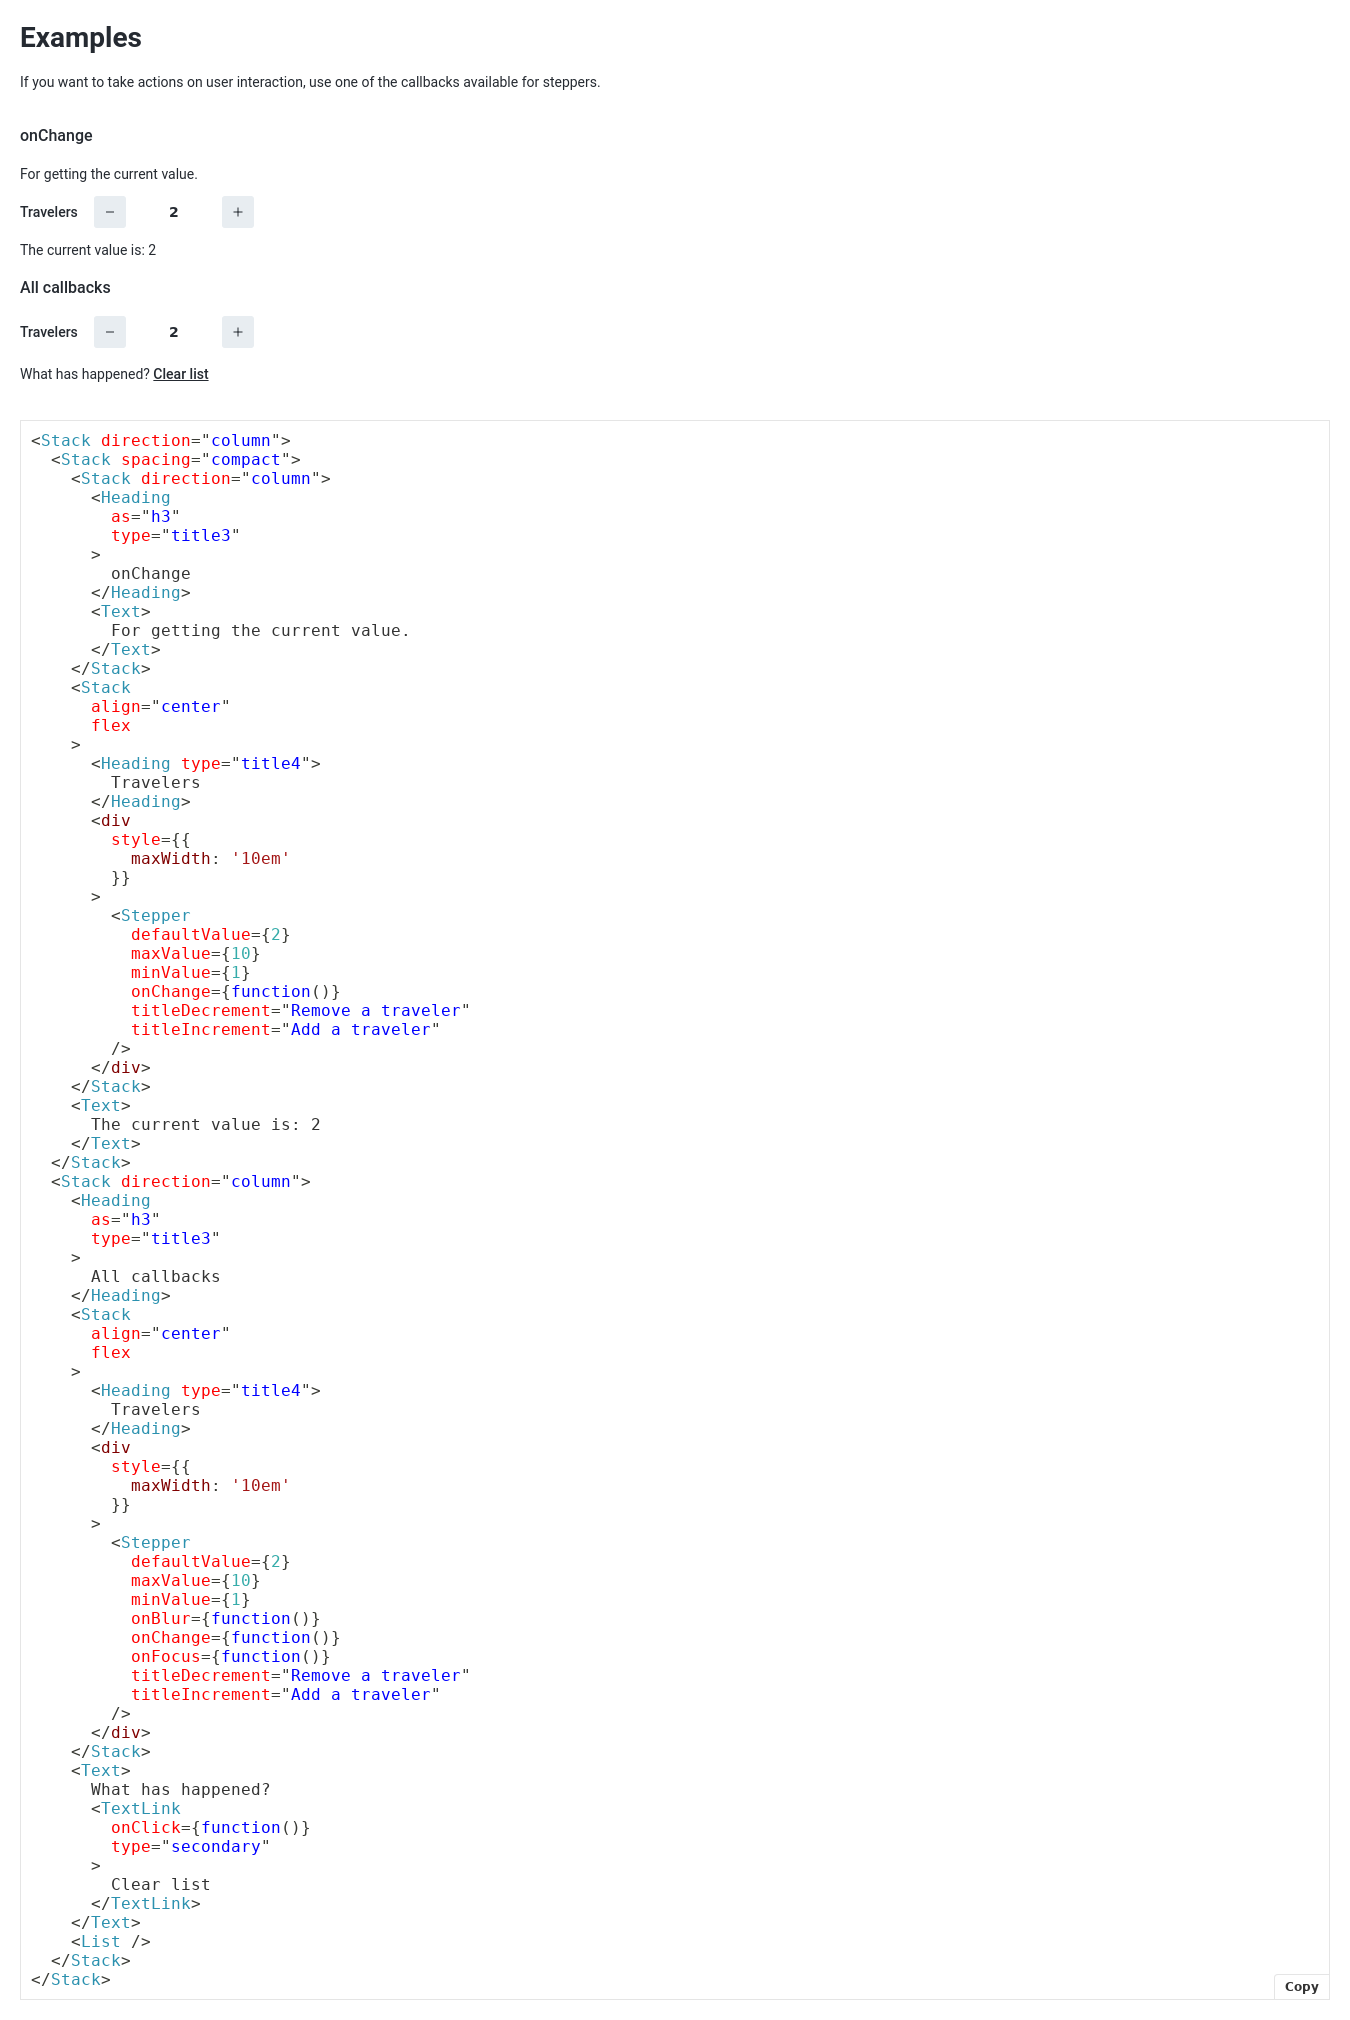 Examples
If you want to take actions on user interaction, use one of the callbacks available for steppers.
onChange
For getting the current value.
Travelers − 2 +
The current value is: 2
All callbacks
Travelers − 2 +
What has happened? Clear list
<Stack direction="column">
  <Stack spacing="compact">
    <Stack direction="column">
      <Heading
        as="h3"
        type="title3"
      >
        onChange
      </Heading>
      <Text>
        For getting the current value.
      </Text>
    </Stack>
    <Stack
      align="center"
      flex
    >
      <Heading type="title4">
        Travelers
      </Heading>
      <div
        style={{
          maxWidth: '10em'
        }}
      >
        <Stepper
          defaultValue={2}
          maxValue={10}
          minValue={1}
          onChange={function()}
          titleDecrement="Remove a traveler"
          titleIncrement="Add a traveler"
        />
      </div>
    </Stack>
    <Text>
      The current value is: 2
    </Text>
  </Stack>
  <Stack direction="column">
    <Heading
      as="h3"
      type="title3"
    >
      All callbacks
    </Heading>
    <Stack
      align="center"
      flex
    >
      <Heading type="title4">
        Travelers
      </Heading>
      <div
        style={{
          maxWidth: '10em'
        }}
      >
        <Stepper
          defaultValue={2}
          maxValue={10}
          minValue={1}
          onBlur={function()}
          onChange={function()}
          onFocus={function()}
          titleDecrement="Remove a traveler"
          titleIncrement="Add a traveler"
        />
      </div>
    </Stack>
    <Text>
      What has happened?
      <TextLink
        onClick={function()}
        type="secondary"
      >
        Clear list
      </TextLink>
    </Text>
    <List />
  </Stack>
</Stack>
Copy